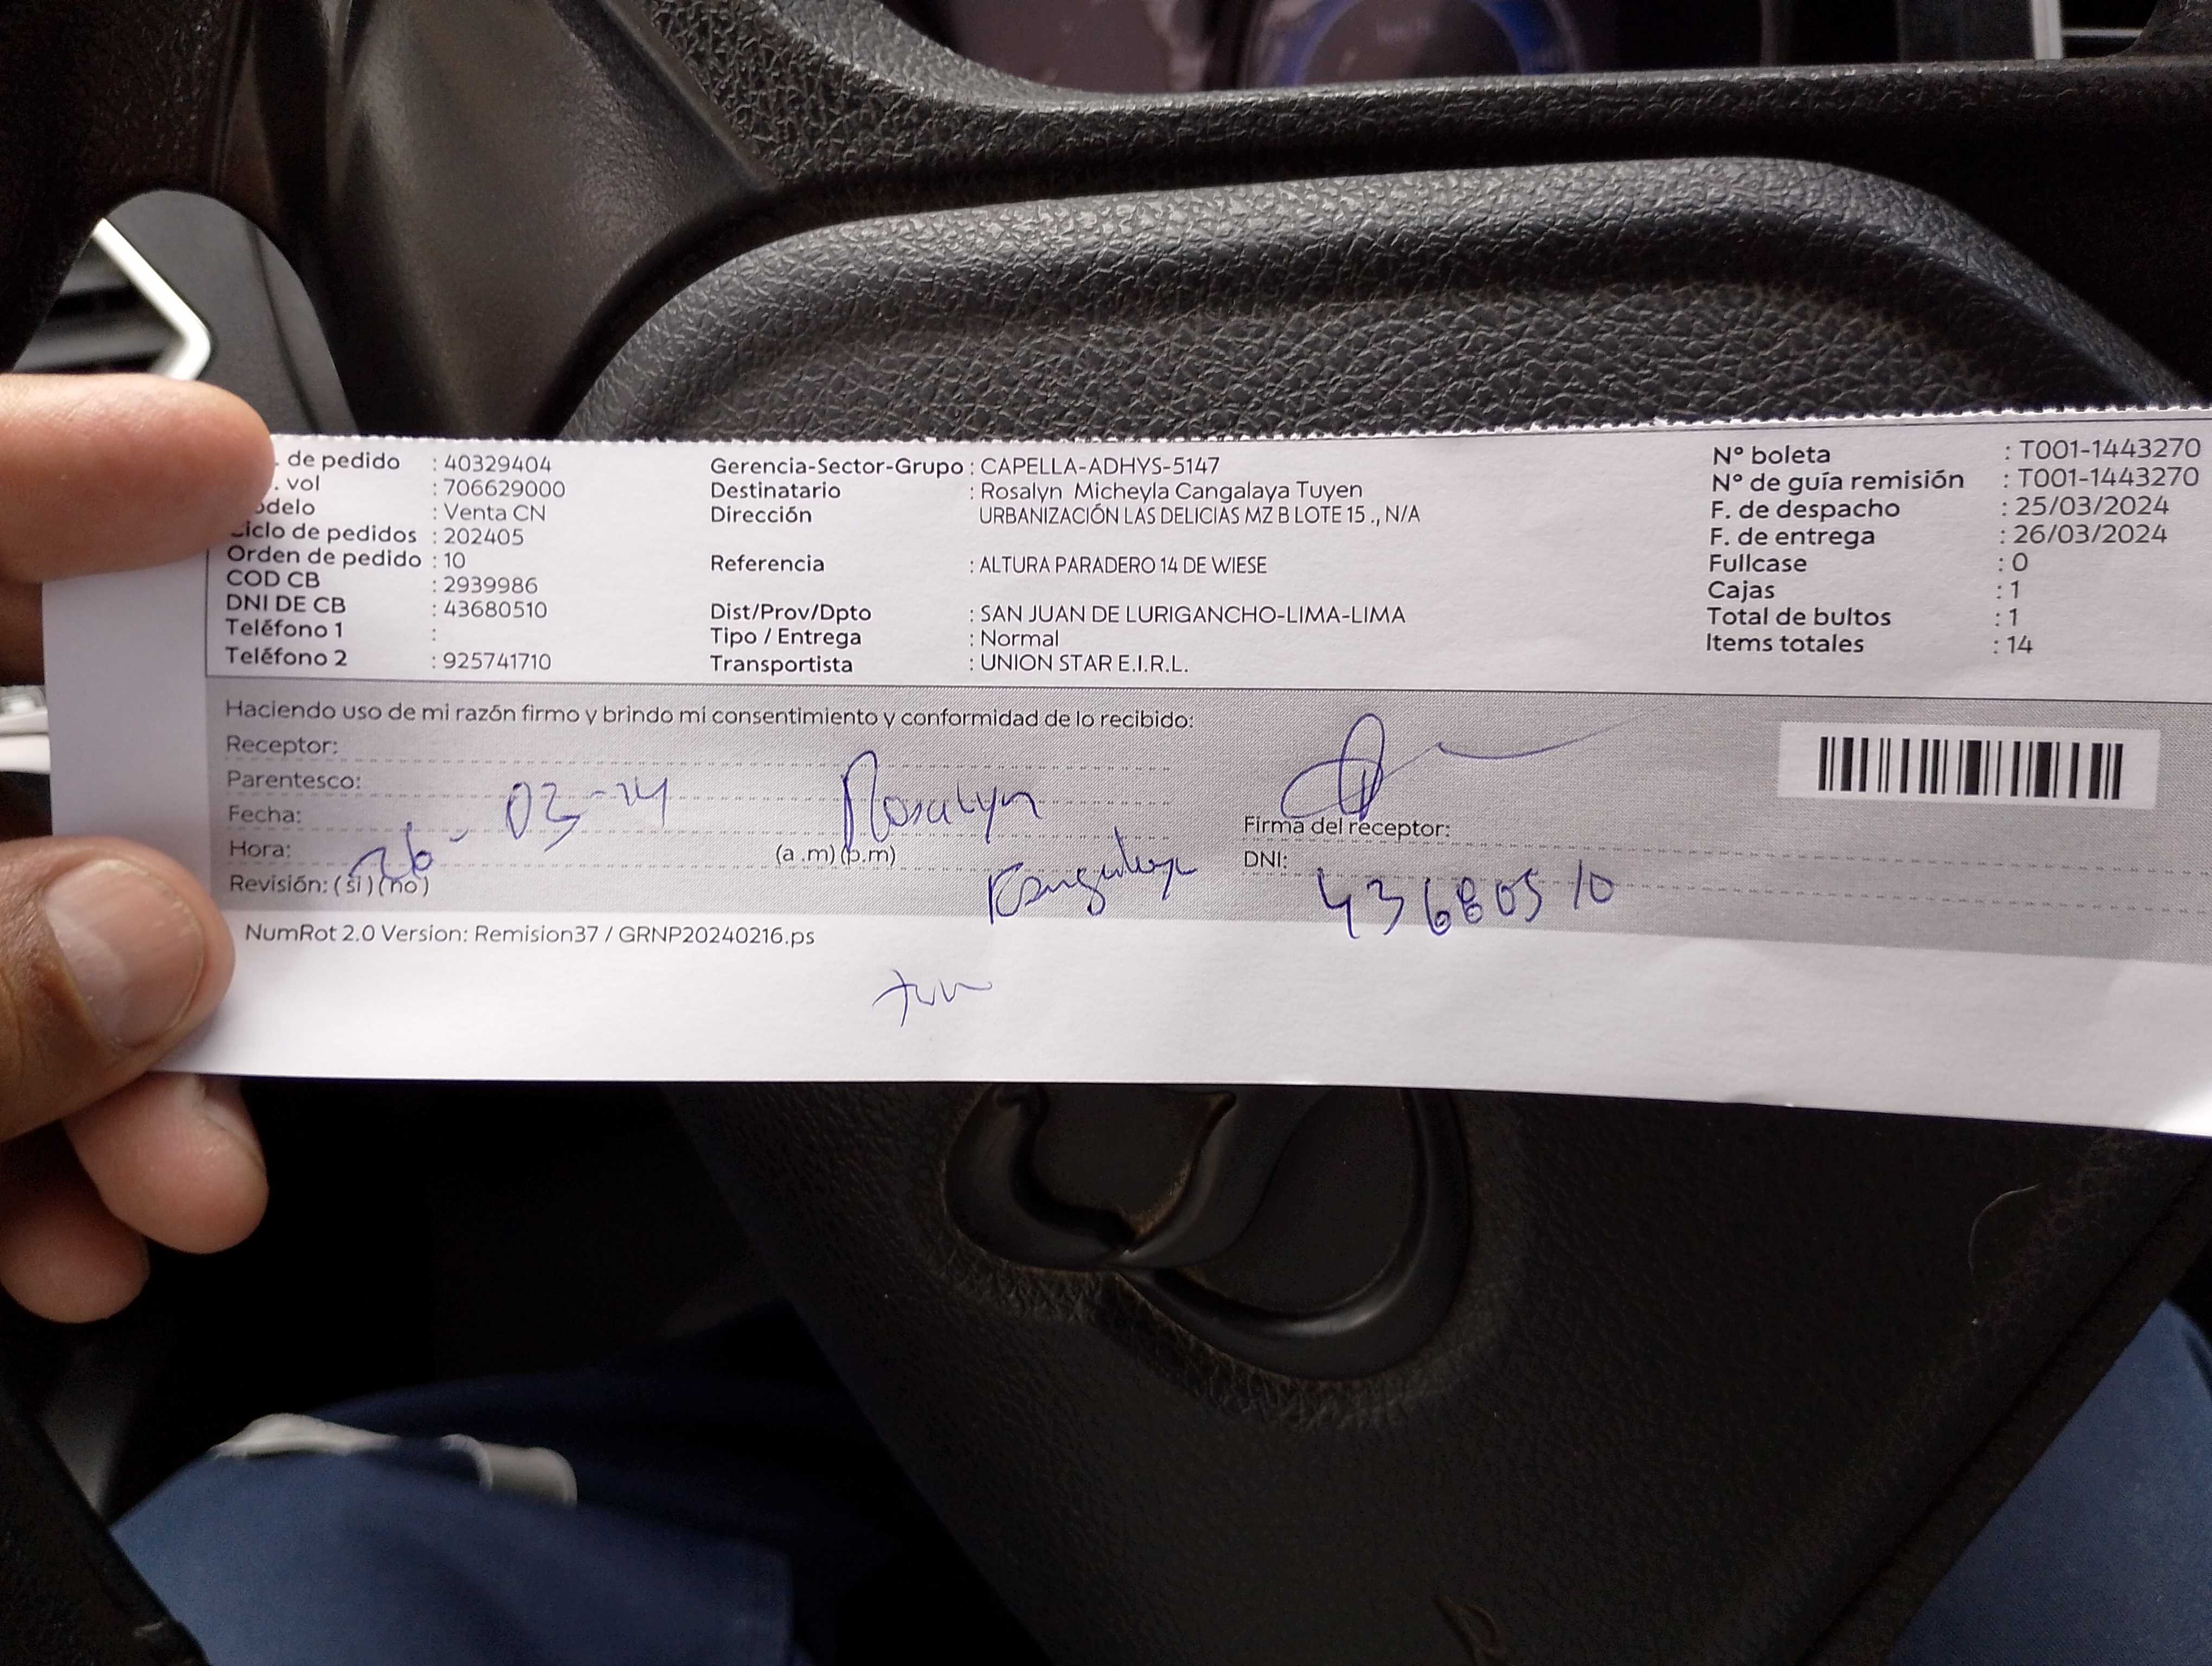 . de pedido : 40329404
. vol : 706629000
odelo : Venta CN
Ciclo de pedidos : 202405
Orden de pedido : 10
COD CB : 2939986
DNI DE CB : 43680510
Teléfono 1 :
Teléfono 2 : 925741710
Gerencia-Sector-Grupo : CAPELLA-ADHYS-5147
Destinatario : Rosalyn Micheyla Cangalaya Tuyen
Dirección URBANIZACIÓN LAS DELICIAS MZ B LOTE 15 ., N/A
Referencia : ALTURA PARADERO 14 DE WIESE
Dist/Prov/Dpto : SAN JUAN DE LURIGANCHO-LIMA-LIMA
Tipo / Entrega : Normal
Transportista : UNION STAR E.I.R.L.
N° boleta : T001-1443270
N° de guía remisión : T001-1443270
F. de despacho : 25/03/2024
F. de entrega : 26/03/2024
Fullcase : 0
Cajas : 1
Total de bultos : 1
Items totales : 14
Haciendo uso de mi razón firmo y brindo mi consentimiento y conformidad de lo recibido:
Receptor:
Parentesco:
Fecha: 26-03-24
Rosalyn
Hora: (a .m) (p.m)
Revisión: ( si ) ( no )
Firma del receptor:
DNI: 43680510
NumRot 2.0 Version: Remision37 / GRNP20240216.ps